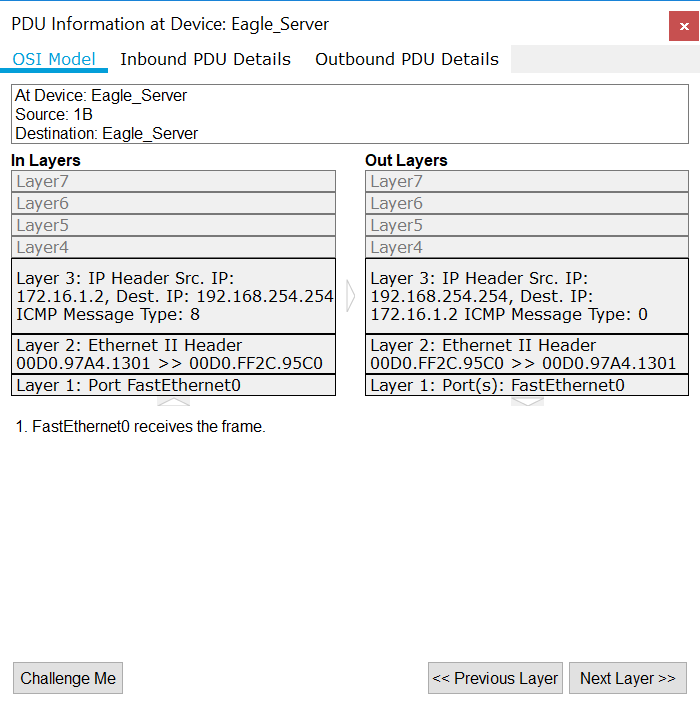 PDU Information at Device: Eagle_Server
OSI Model Inbound PDU Details Outbound PDU Details
At Device: Eagle_Server
Source: 1B
Destination: Eagle_Server
In Layers
Layer7
Layer6
Layer5
Layer4
Layer 3: IP Header Src. IP:
172.16.1.2, Dest. IP: 192.168.254.254
ICMP Message Type: 8
Layer 2: Ethernet II Header
00D0.97A4.1301 >> 00D0.FF2C.95C0
Layer 1: Port FastEthernet0
Out Layers
Layer7
Layer6
Layer5
Layer4
Layer 3: IP Header Src. IP:
192.168.254.254, Dest. IP:
172.16.1.2 ICMP Message Type: 0
Layer 2: Ethernet II Header
00D0.FF2C.95C0 >> 00D0.97A4.1301
Layer 1: Port(s): FastEthernet0
1. FastEthernet0 receives the frame.
Challenge Me << Previous Layer Next Layer >>